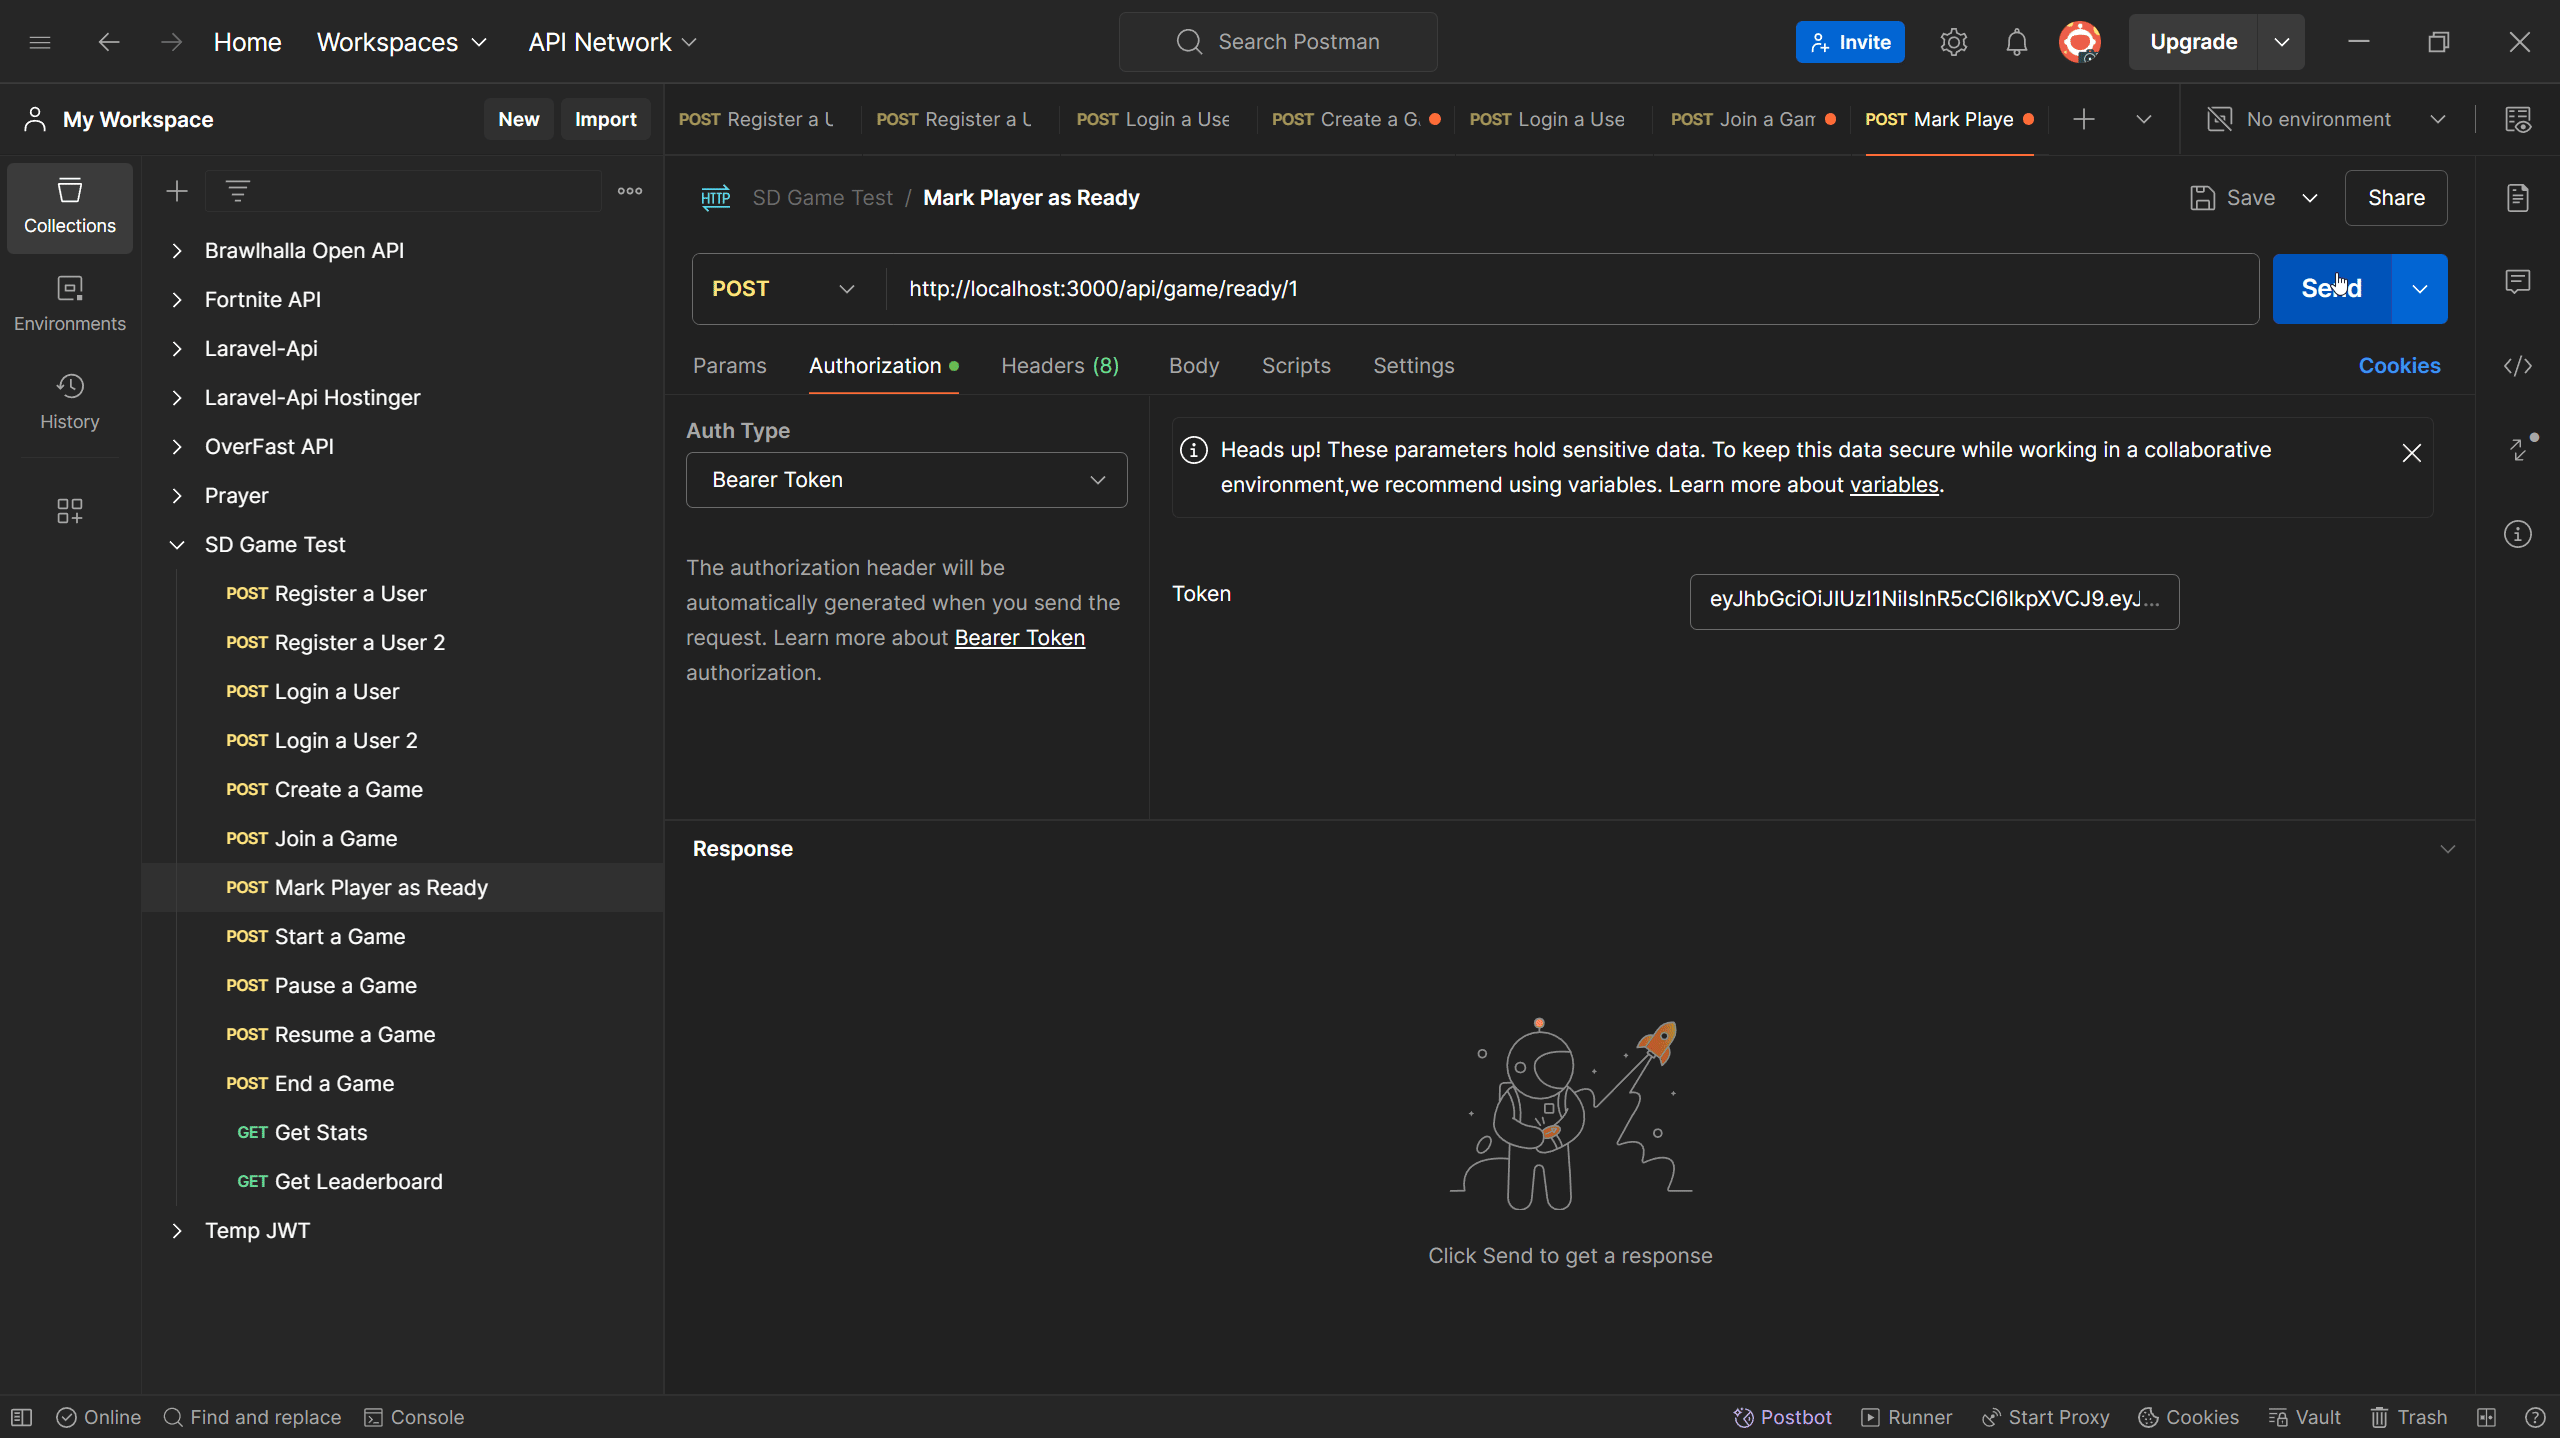 Home
Workspaces
API Network
Search Postman
Invite
Upgrade
My Workspace
New
Import
POST Register a U
POST Register a U
POST Login a Use
POST Create a G.
POST Login a Use
POST Join a Gam
POST Mark Playe
No environment
Collections
Environments
History
Brawlhalla Open API
Fortnite API
Laravel-Api
Laravel-Api Hostinger
OverFast API
Prayer
SD Game Test
POST Register a User
POST Register a User 2
POST Login a User
POST Login a User 2
POST Create a Game
POST Join a Game
POST Mark Player as Ready
POST Start a Game
POST Pause a Game
POST Resume a Game
POST End a Game
GET Get Stats
GET Get Leaderboard
Temp JWT
HTTP SD Game Test / Mark Player as Ready
Save
Share
POST
http://localhost:3000/api/game/ready/1
Send
Params
Authorization
Headers (8)
Body
Scripts
Settings
Cookies
Auth Type
Bearer Token
The authorization header will be
automatically generated when you send the
request. Learn more about Bearer Token
authorization.
Heads up! These parameters hold sensitive data. To keep this data secure while working in a collaborative
environment,we recommend using variables. Learn more about variables.
Token
eyJhbGciOiJIUzI1NiIsInR5cCI6IkpXVCJ9.eyJ...
Response
Click Send to get a response
Online
Find and replace
Console
Postbot
Runner
Start Proxy
Cookies
Vault
Trash